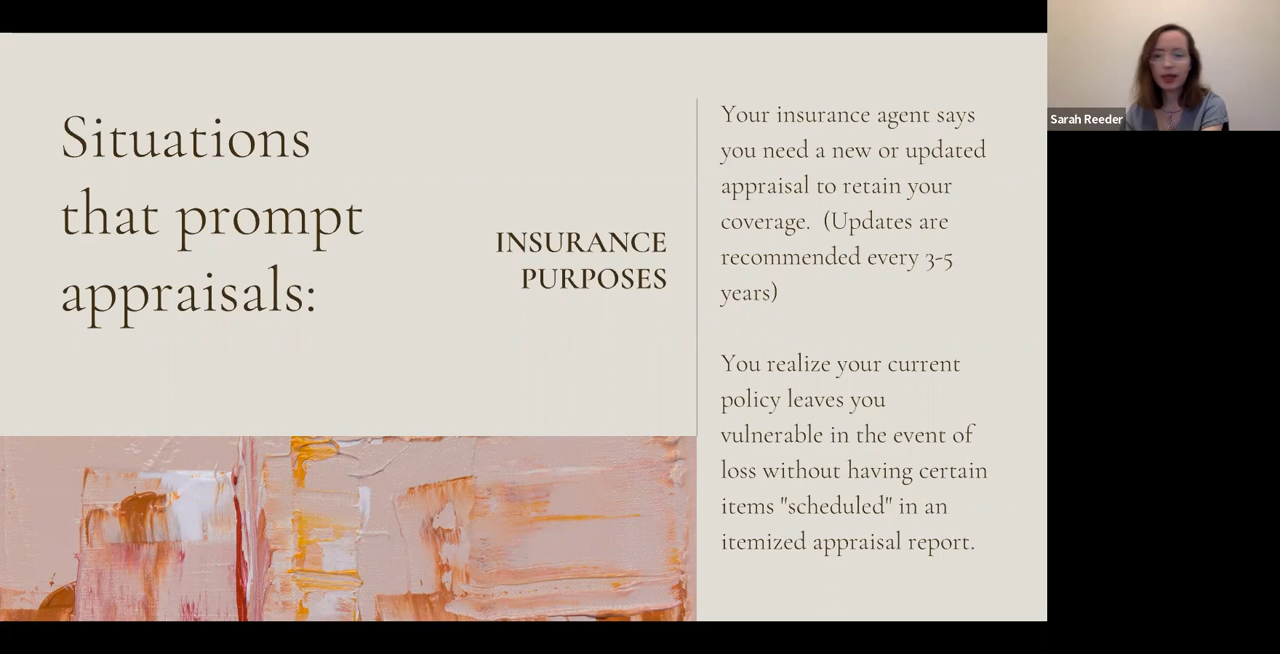 Situations
that prompt
appraisals:
INSURANCE
PURPOSES
Your insurance agent says
you need a new or updated
appraisal to retain your
coverage.  (Updates are
recommended every 3-5
years)
You realize your current
policy leaves you
vulnerable in the event of
loss without having certain
items "scheduled" in an
itemized appraisal report.
Sarah Reeder